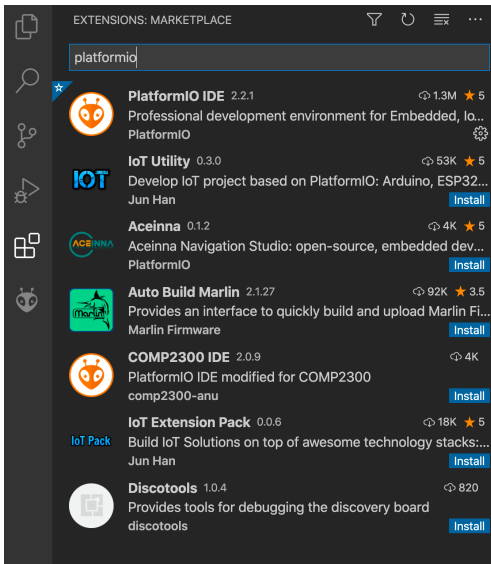 EXTENSIONS: MARKETPLACE
platformio
PlatformIO IDE 2.2.1 1.3M ★ 5
Professional development environment for Embedded, Io...
PlatformIO
IoT Utility 0.3.0 53K ★ 5
IOT
Develop IoT project based on PlatformIO: Arduino, ESP32...
Jun Han Install
Aceinna 0.1.2 4K ★ 5
ACEINNA
Aceinna Navigation Studio: open-source, embedded dev...
PlatformIO Install
Auto Build Marlin 2.1.27 92K ★ 3.5
Marlin
Provides an interface to quickly build and upload Marlin Fi...
Marlin Firmware Install
COMP2300 IDE 2.0.9 4K
PlatformIO IDE modified for COMP2300
comp2300-anu Install
IoT Extension Pack 0.0.6 18K ★ 5
IoT Pack
Build IoT Solutions on top of awesome technology stacks:...
Jun Han Install
Discotools 1.0.4 820
Provides tools for debugging the discovery board
discotools Install